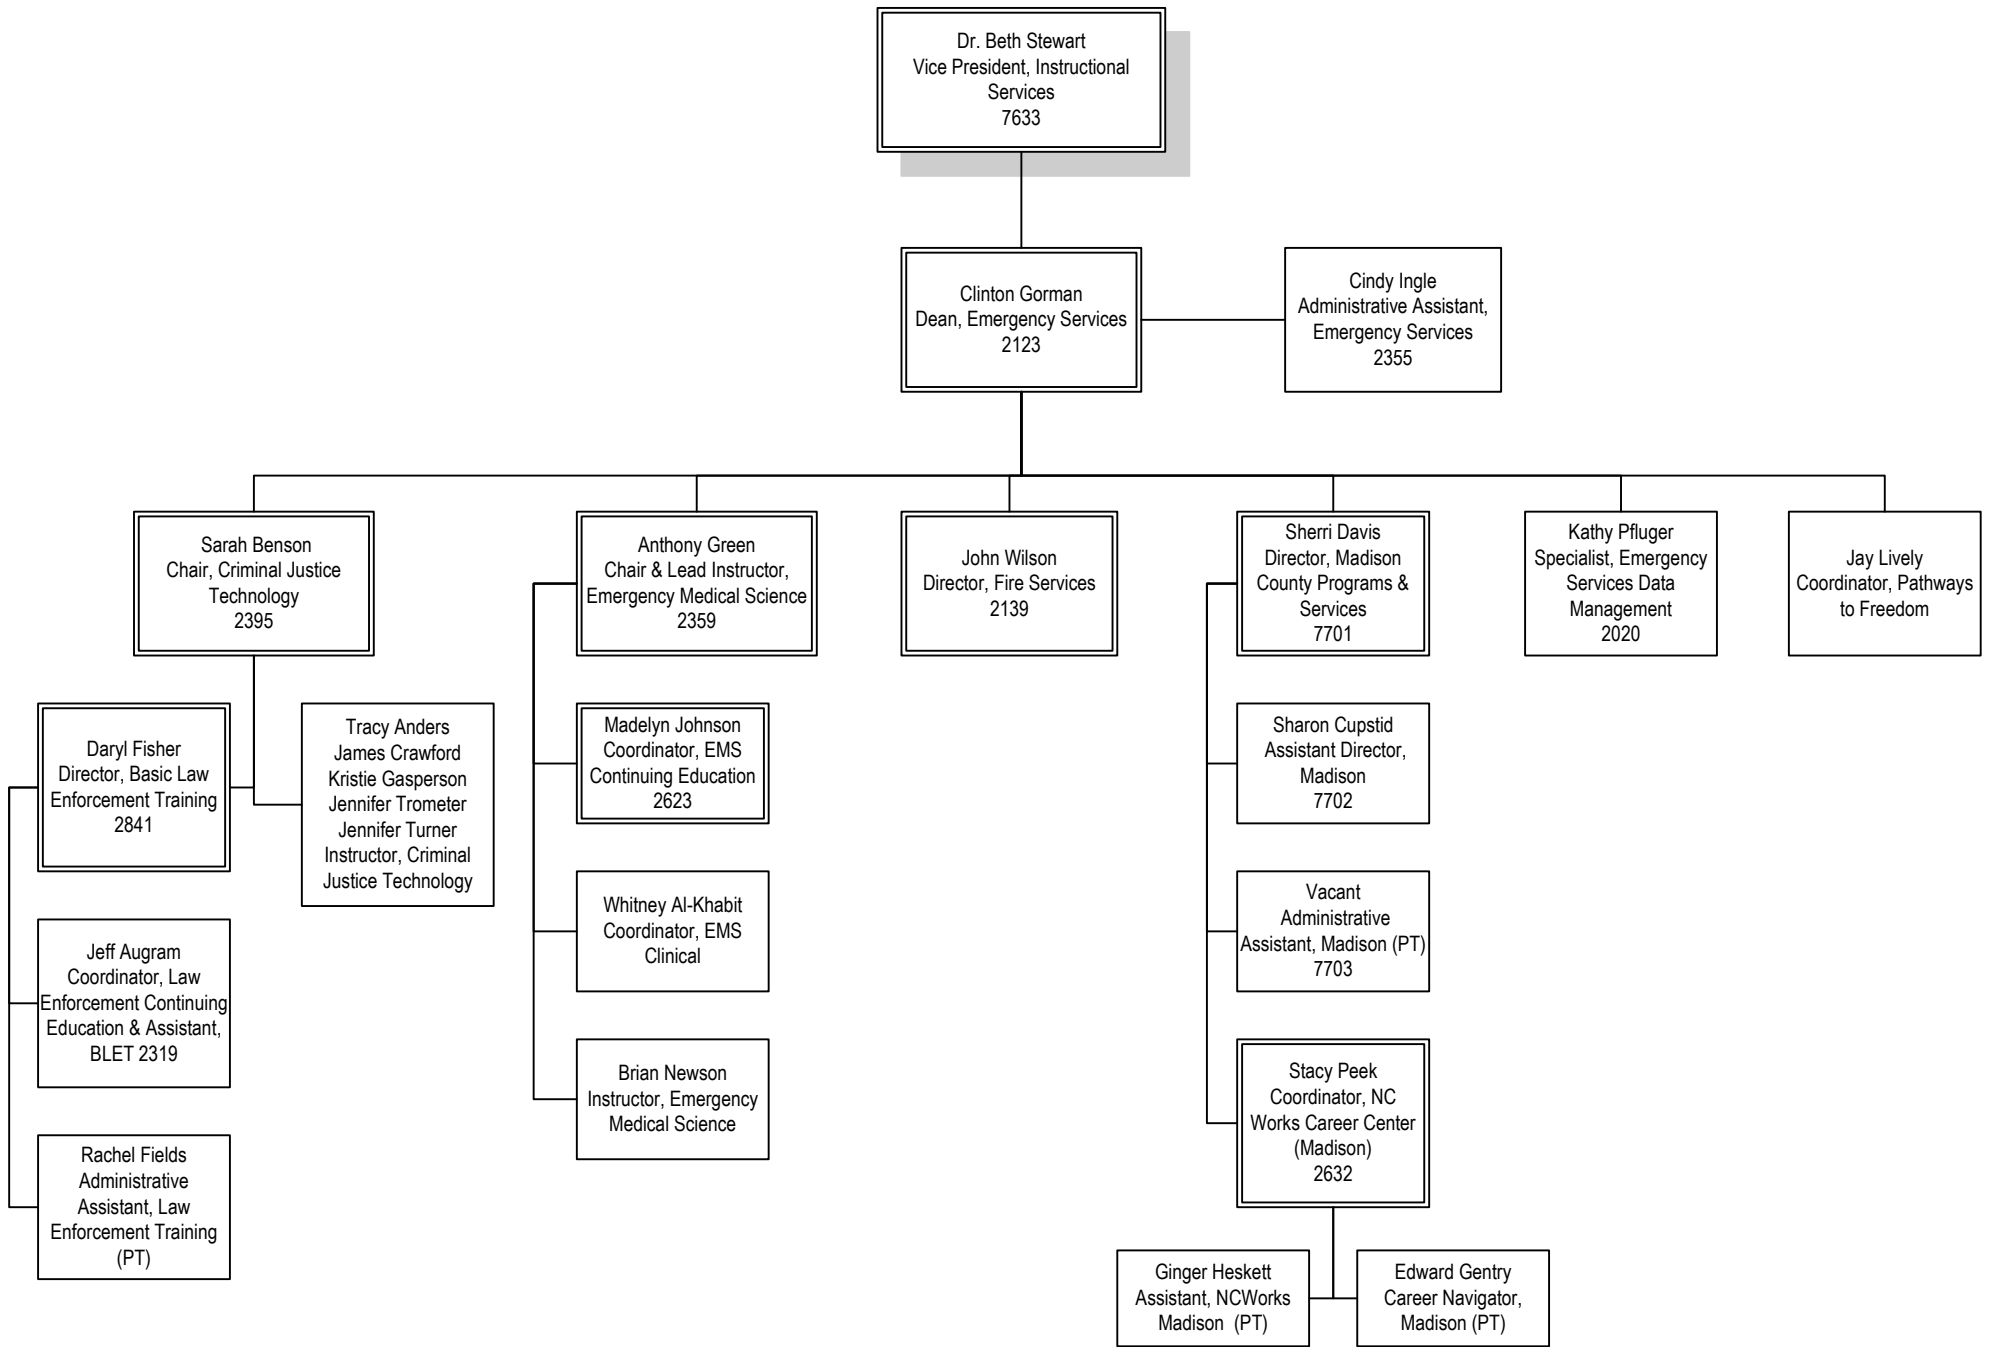 Dr. Beth Stewart
Vice President, Instructional
Services
7633
Clinton Gorman
Dean, Emergency Services
2123
Cindy Ingle
Administrative Assistant,
Emergency Services
2355
Sarah Benson
Chair, Criminal Justice
Technology
2395
Anthony Green
Chair & Lead Instructor,
Emergency Medical Science
2359
John Wilson
Director, Fire Services
2139
Sherri Davis
Director, Madison
County Programs &
Services
7701
Kathy Pfluger
Specialist, Emergency
Services Data
Management
2020
Jay Lively
Coordinator, Pathways
to Freedom
Daryl Fisher
Director, Basic Law
Enforcement Training
2841
Tracy Anders
James Crawford
Kristie Gasperson
Jennifer Trometer
Jennifer Turner
Instructor, Criminal
Justice Technology
Madelyn Johnson
Coordinator, EMS
Continuing Education
2623
Sharon Cupstid
Assistant Director,
Madison
7702
Jeff Augram
Coordinator, Law
Enforcement Continuing
Education & Assistant,
BLET 2319
Whitney Al-Khabit
Coordinator, EMS
Clinical
Vacant
Administrative
Assistant, Madison (PT)
7703
Rachel Fields
Administrative
Assistant, Law
Enforcement Training
(PT)
Brian Newson
Instructor, Emergency
Medical Science
Stacy Peek
Coordinator, NC
Works Career Center
(Madison)
2632
Ginger Heskett
Assistant, NCWorks
Madison  (PT)
Edward Gentry
Career Navigator,
Madison (PT)